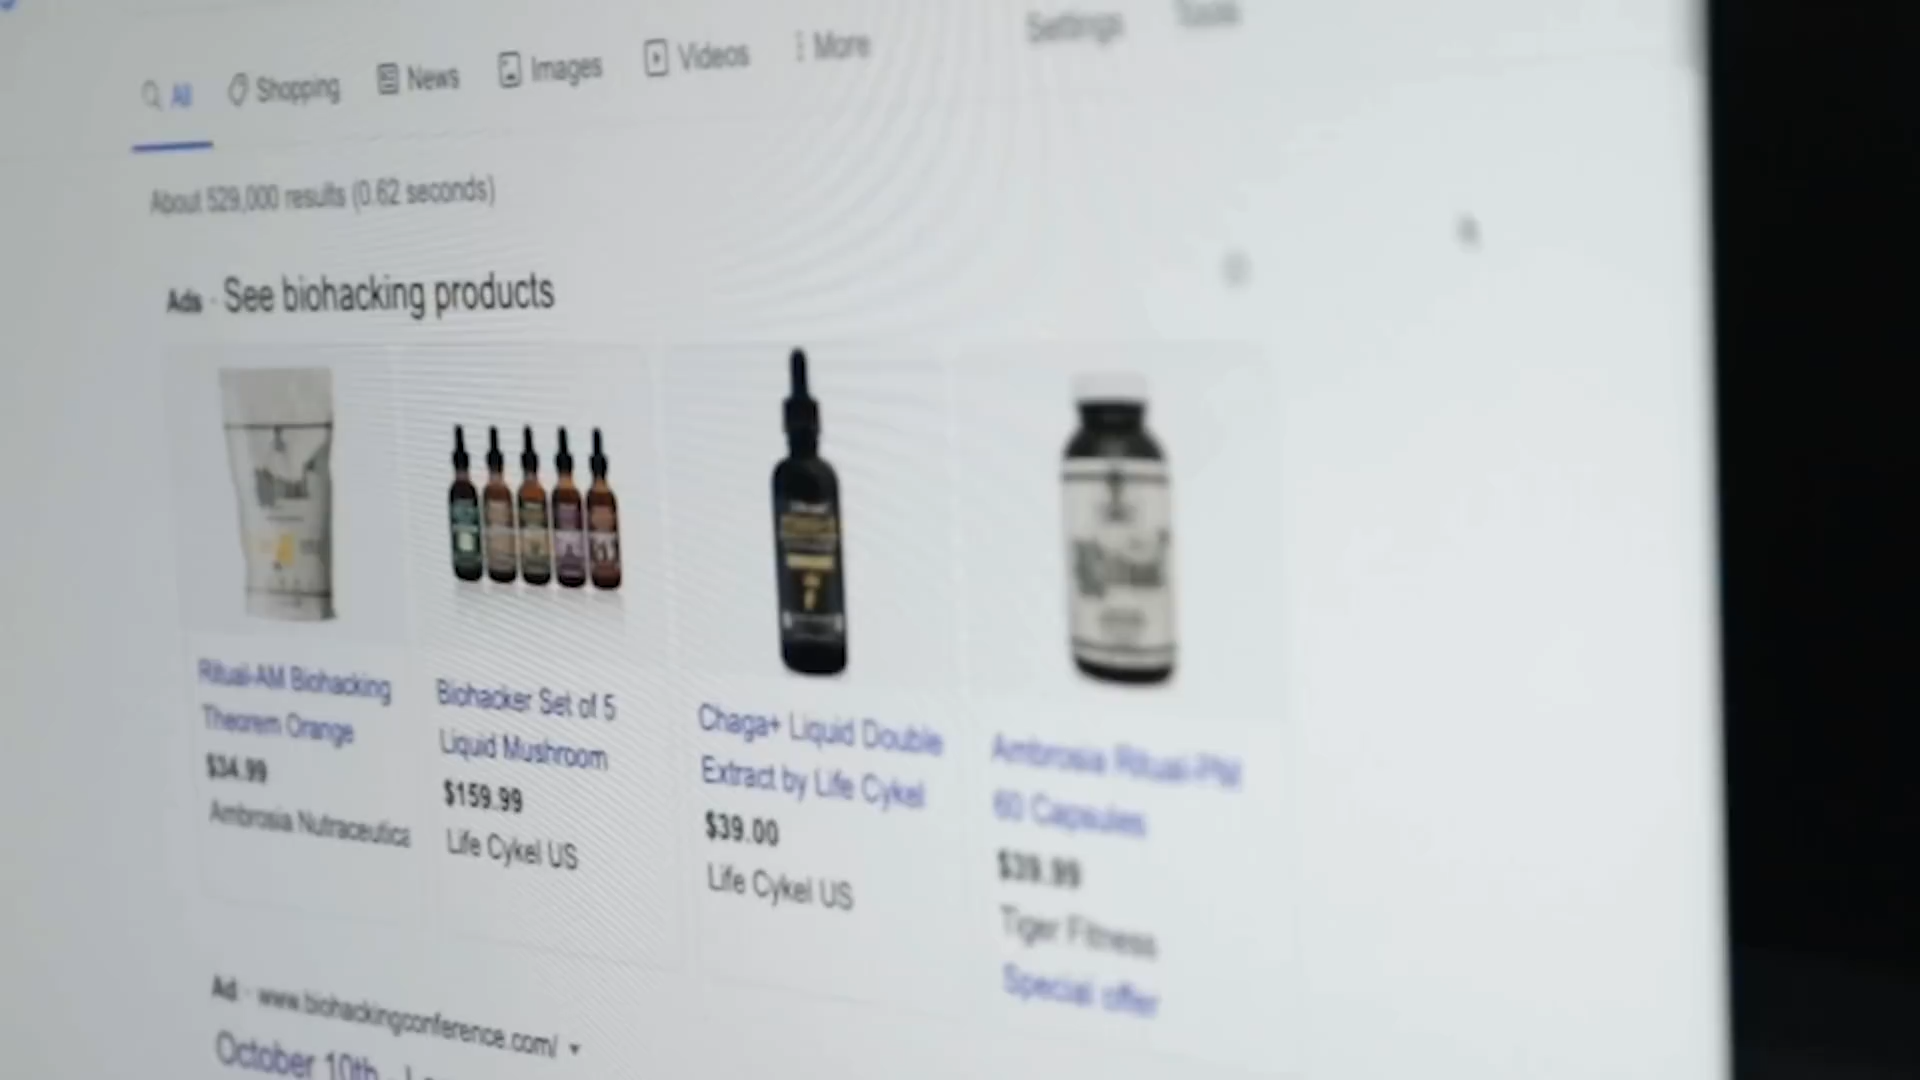 All Shopping News Images Videos More Settings Tools
About 529,000 results (0.62 seconds)
Ads · See biohacking products
Ritual-AM Biohacking
Theorem Orange
$34.99
Ambrosia Nutraceutica
Biohacker Set of 5
Liquid Mushroom
$159.99
Life Cykel US
Chaga+ Liquid Double
Extract by Life Cykel
$39.00
Life Cykel US
Ambrosia Ritual-PM
60 Capsules
$39.99
Tiger Fitness
Special offer
Ad · www.biohackingconference.com/
October 10th -